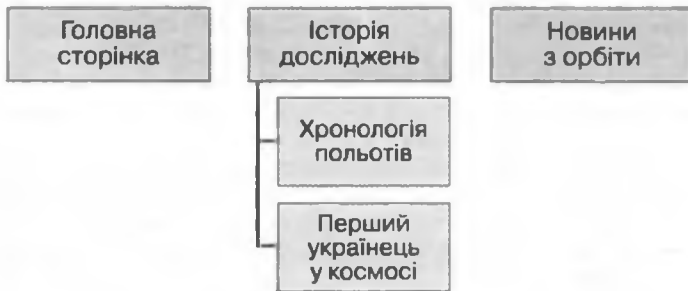 Головна
сторінка
Історія
досліджень
Новини
з орбіти
Хронологія
польотів
Перший
українець
у космосі